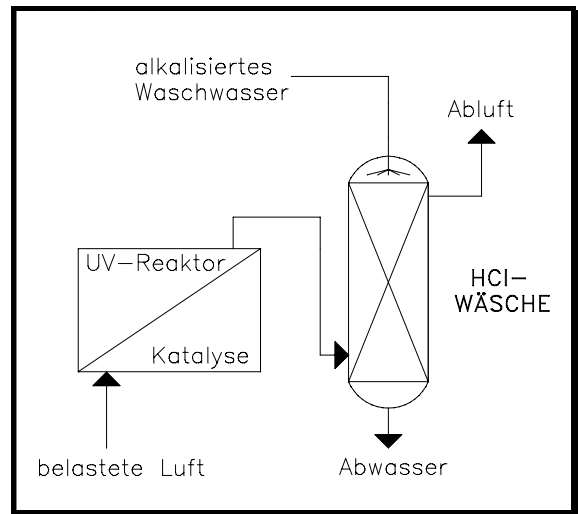 alkalisiertes
Waschwasser
Abluft
UV-Reaktor
Katalyse
HCl-
WÄSCHE
belastete Luft
Abwasser